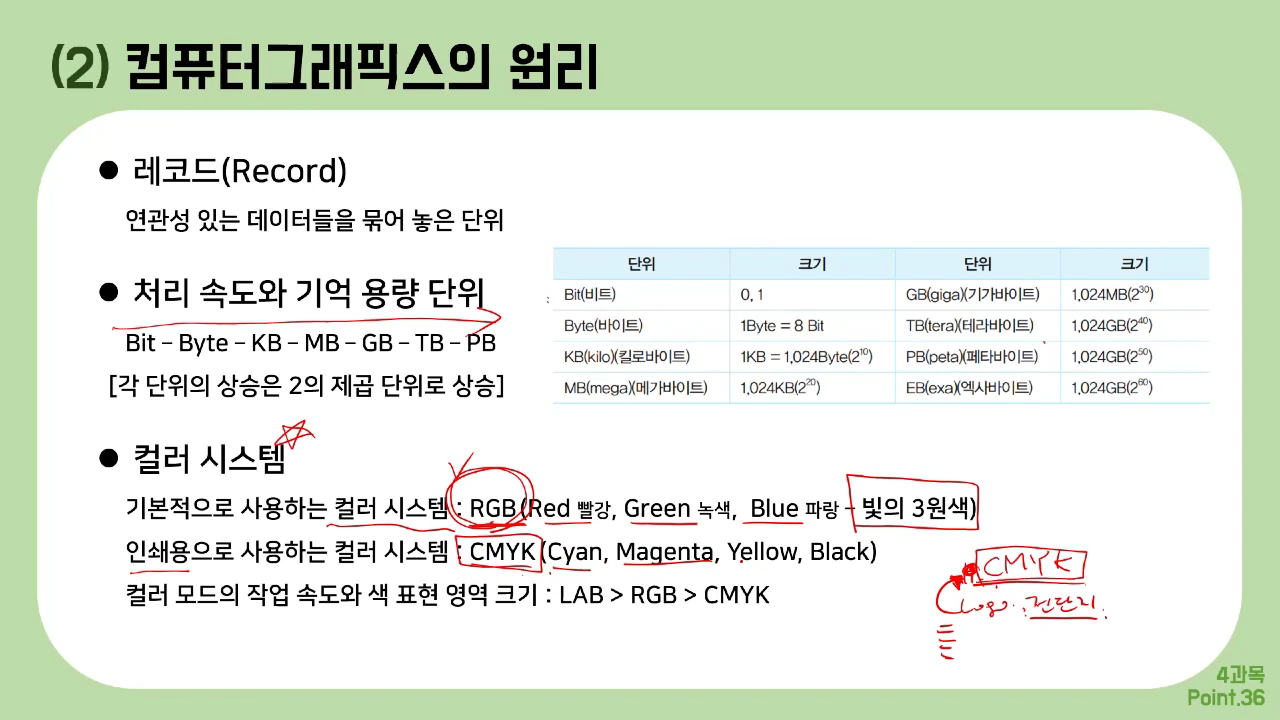 (2) 컴퓨터그래픽스의 원리
● 레코드(Record)
연관성 있는 데이터들을 묶어 놓은 단위
● 처리 속도와 기억 용량 단위
Bit – Byte – KB – MB – GB – TB – PB
[각 단위의 상승은 2의 제곱 단위로 상승]
단위 크기 단위 크기
Bit(비트) 0, 1 GB(giga)(기가바이트) 1,024MB(2³⁰)
Byte(바이트) 1Byte = 8 Bit TB(tera)(테라바이트) 1,024GB(2⁴⁰)
KB(kilo)(킬로바이트) 1KB = 1,024Byte(2¹⁰) PB(peta)(페타바이트) 1,024GB(2⁵⁰)
MB(mega)(메가바이트) 1,024KB(2²⁰) EB(exa)(엑사바이트) 1,024GB(2⁶⁰)
● 컬러 시스템
기본적으로 사용하는 컬러 시스템 : RGB(Red 빨강, Green 녹색, Blue 파랑 – 빛의 3원색)
인쇄용으로 사용하는 컬러 시스템 : CMYK(Cyan, Magenta, Yellow, Black)
컬러 모드의 작업 속도와 색 표현 영역 크기 : LAB > RGB > CMYK
CMYK
Logo. 전단지.
4과목
Point.36